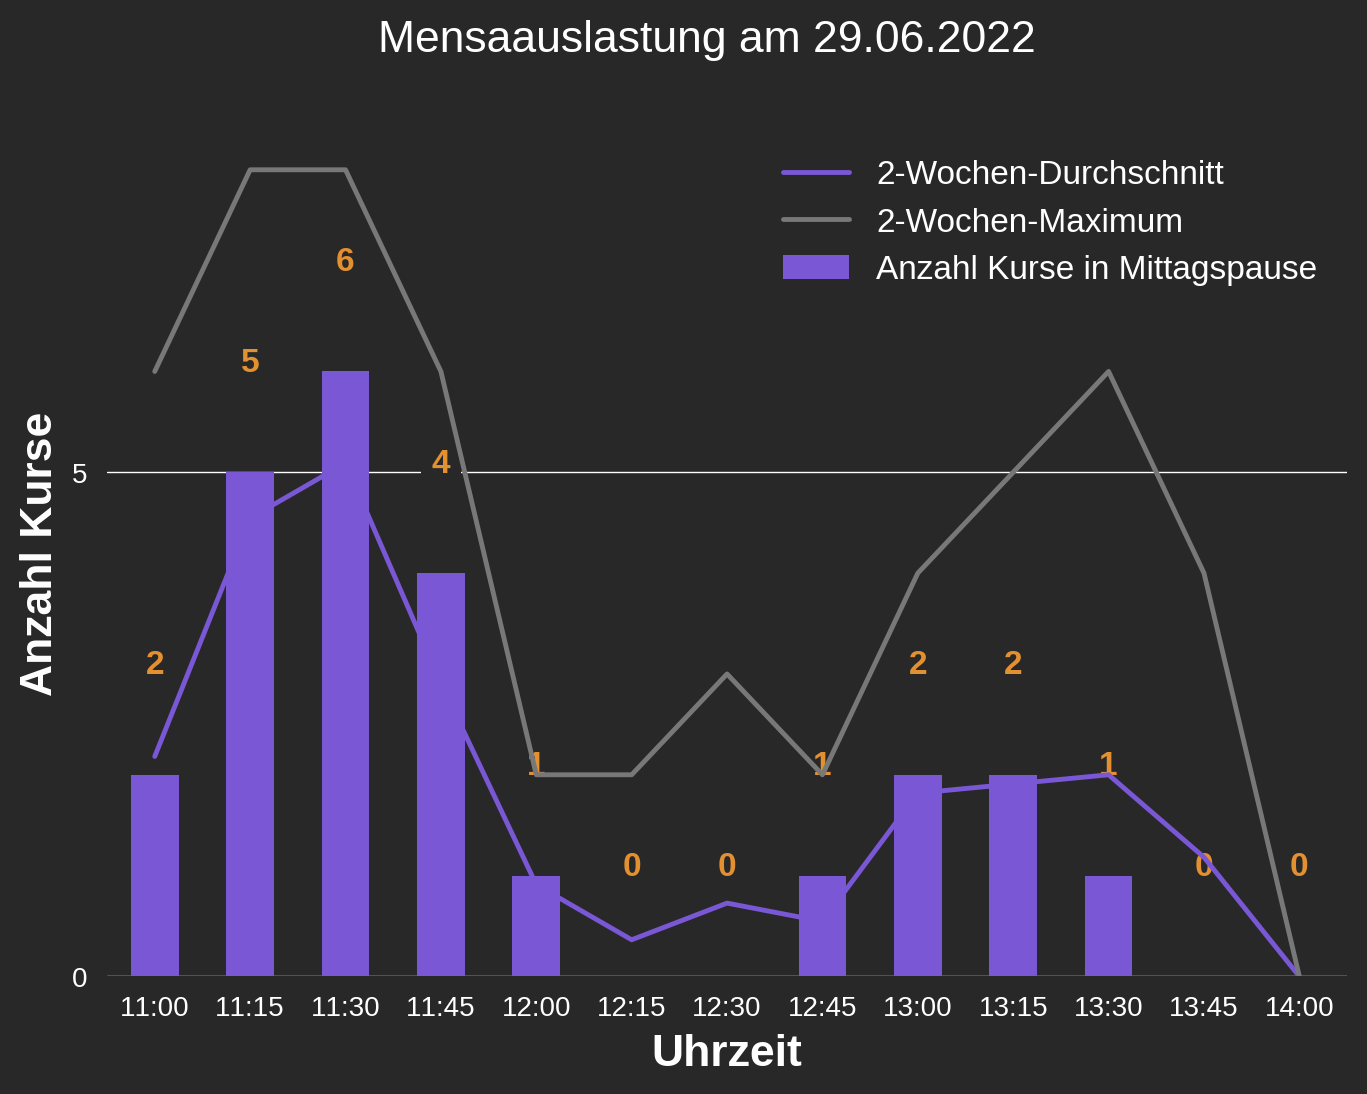 Mensaauslastung am 29.06.2022
2-Wochen-Durchschnitt
2-Wochen-Maximum
Anzahl Kurse in Mittagspause
6
5
4
2
2
2
1
1
1
0
0
0
0
Anzahl Kurse
5
0
11:00 11:15 11:30 11:45 12:00 12:15 12:30 12:45 13:00 13:15 13:30 13:45 14:00
Uhrzeit